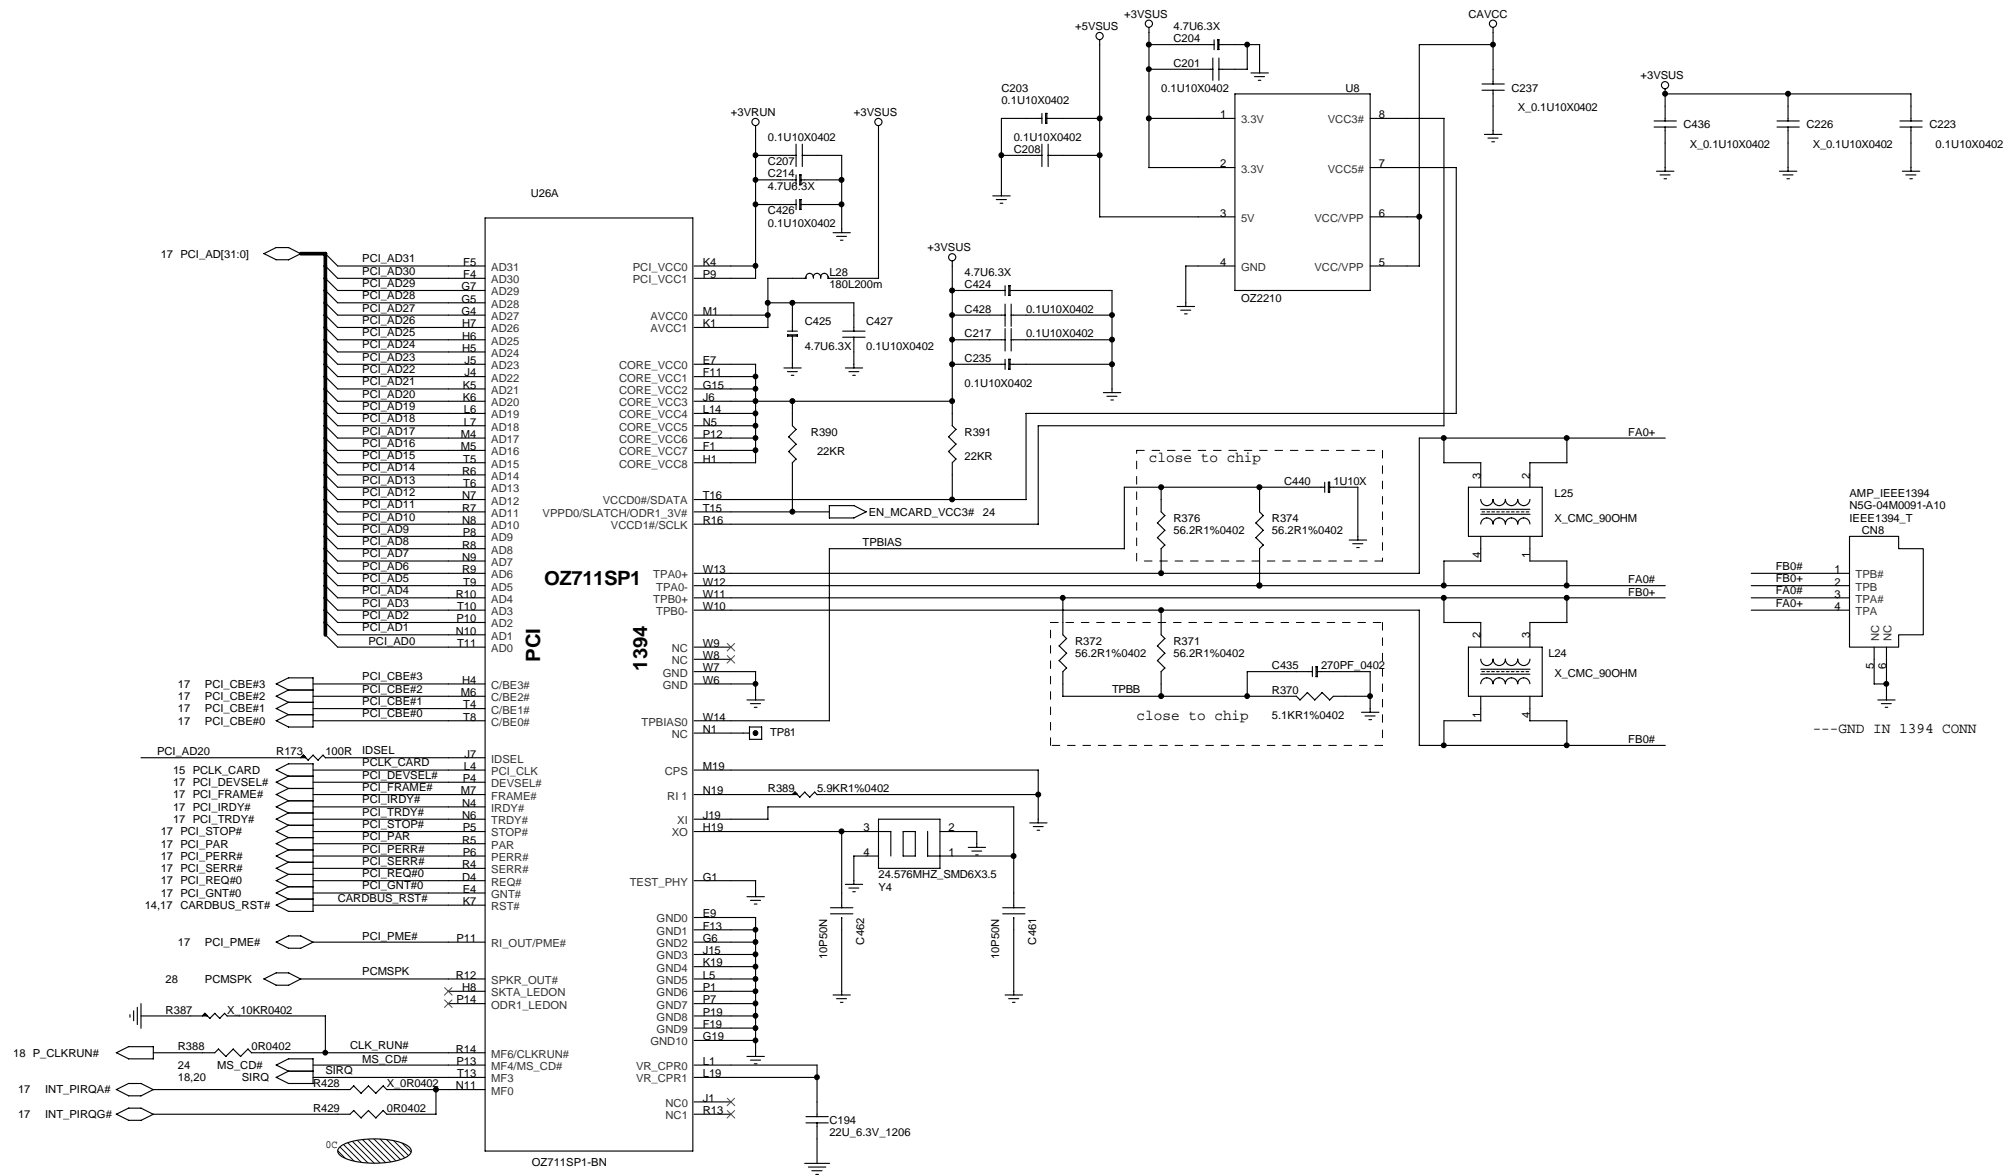 CAVCC
+3VSUS
+5VSUS
4.7U6.3X
C204
C201
0.1U10X0402
C203
0.1U10X0402
0.1U10X0402
C208
C237
X_0.1U10X0402
+3VSUS
C436
X_0.1U10X0402
C226
X_0.1U10X0402
C223
0.1U10X0402
U8
1 3.3V VCC3# 8
2 3.3V VCC5# 7
3 5V VCC/VPP 6
4 GND VCC/VPP 5
OZ2210
+3VRUN
+3VSUS
0.1U10X0402
C207
C214
4.7U6.3X
C426
0.1U10X0402
U26A
17 PCI_AD[31:0]
PCI_AD31 F5 AD31
PCI_AD30 F4 AD30
PCI_AD29 G7 AD29
PCI_AD28 G5 AD28
PCI_AD27 G4 AD27
PCI_AD26 H7 AD26
PCI_AD25 H6 AD25
PCI_AD24 H5 AD24
PCI_AD23 J5 AD23
PCI_AD22 J4 AD22
PCI_AD21 K5 AD21
PCI_AD20 K6 AD20
PCI_AD19 L6 AD19
PCI_AD18 L7 AD18
PCI_AD17 M4 AD17
PCI_AD16 M5 AD16
PCI_AD15 T5 AD15
PCI_AD14 R6 AD14
PCI_AD13 T6 AD13
PCI_AD12 N7 AD12
PCI_AD11 R7 AD11
PCI_AD10 N8 AD10
PCI_AD9 P8 AD9
PCI_AD8 R8 AD8
PCI_AD7 N9 AD7
PCI_AD6 R9 AD6
PCI_AD5 T9 AD5
PCI_AD4 R10 AD4
PCI_AD3 T10 AD3
PCI_AD2 P10 AD2
PCI_AD1 N10 AD1
PCI_AD0 T11 AD0
17 PCI_CBE#3 PCI_CBE#3 H4 C/BE3#
17 PCI_CBE#2 PCI_CBE#2 M6 C/BE2#
17 PCI_CBE#1 PCI_CBE#1 T4 C/BE1#
17 PCI_CBE#0 PCI_CBE#0 T8 C/BE0#
PCI_AD20 R173 100R IDSEL J7 IDSEL
15 PCLK_CARD PCLK_CARD L4 PCI_CLK
17 PCI_DEVSEL# PCI_DEVSEL# P4 DEVSEL#
17 PCI_FRAME# PCI_FRAME# M7 FRAME#
17 PCI_IRDY# PCI_IRDY# N4 IRDY#
17 PCI_TRDY# PCI_TRDY# N6 TRDY#
17 PCI_STOP# PCI_STOP# P5 STOP#
17 PCI_PAR PCI_PAR R5 PAR
17 PCI_PERR# PCI_PERR# P6 PERR#
17 PCI_SERR# PCI_SERR# R4 SERR#
17 PCI_REQ#0 PCI_REQ#0 D4 REQ#
17 PCI_GNT#0 PCI_GNT#0 E4 GNT#
14,17 CARDBUS_RST# CARDBUS_RST# K7 RST#
17 PCI_PME# PCI_PME# P11 RI_OUT/PME#
28 PCMSPK PCMSPK R12 SPKR_OUT#
H8 SKTA_LEDON
P14 ODR1_LEDON
R387 X_10KR0402
18 P_CLKRUN# R388 0R0402 CLK_RUN# R14 MF6/CLKRUN#
24 MS_CD# MS_CD# P13 MF4/MS_CD#
18,20 SIRQ SIRQ T13 MF3
17 INT_PIRQA# R428 X_0R0402 N11 MF0
17 INT_PIRQG# R429 0R0402
0C
OZ711SP1
PCI
1394
OZ711SP1-BN
PCI_VCC0 K4
PCI_VCC1 P9
L28
180L200m
AVCC0 M1
AVCC1 K1
C425
4.7U6.3X
C427
0.1U10X0402
CORE_VCC0 E7
CORE_VCC1 F11
CORE_VCC2 G15
CORE_VCC3 J6
CORE_VCC4 L14
CORE_VCC5 N5
CORE_VCC6 P12
CORE_VCC7 F1
CORE_VCC8 H1
+3VSUS
4.7U6.3X
C424
C428 0.1U10X0402
C217 0.1U10X0402
C235
0.1U10X0402
R390
22KR
R391
22KR
VCCD0#/SDATA T16
VPPD0/SLATCH/ODR1_3V# T15
EN_MCARD_VCC3# 24
VCCD1#/SCLK R16
TPBIAS
TPA0+ W13
TPA0- W12
TPB0+ W11
TPB0- W10
NC W9
NC W8
GND W7
GND W6
TPBIAS0 W14
NC N1 TP81
CPS M19
RI 1 N19 R389 5.9KR1%0402
XI J19
XO H19
3 2
4 1
24.576MHZ_SMD6X3.5
Y4
10P50N
C462
10P50N
C461
TEST_PHY G1
GND0 E9
GND1 F13
GND2 G6
GND3 J15
GND4 K19
GND5 L5
GND6 P1
GND7 P7
GND8 P19
GND9 F19
GND10 G19
VR_CPR0 L1
VR_CPR1 L19
NC0 J1
NC1 R13
C194
22U_6.3V_1206
close to chip
C440 1U10X
R376
56.2R1%0402
R374
56.2R1%0402
R372
56.2R1%0402
R371
56.2R1%0402
C435 270PF_0402
TPBB
R370
5.1KR1%0402
close to chip
FA0+
3 2
L25
X_CMC_90OHM
4 1
FA0#
FB0+
2 3
L24
X_CMC_90OHM
1 4
FB0#
AMP_IEEE1394
N5G-04M0091-A10
IEEE1394_T
CN8
FB0# 1 TPB#
FB0+ 2 TPB
FA0# 3 TPA#
FA0+ 4 TPA
NC
NC
5
6
---GND IN 1394 CONN